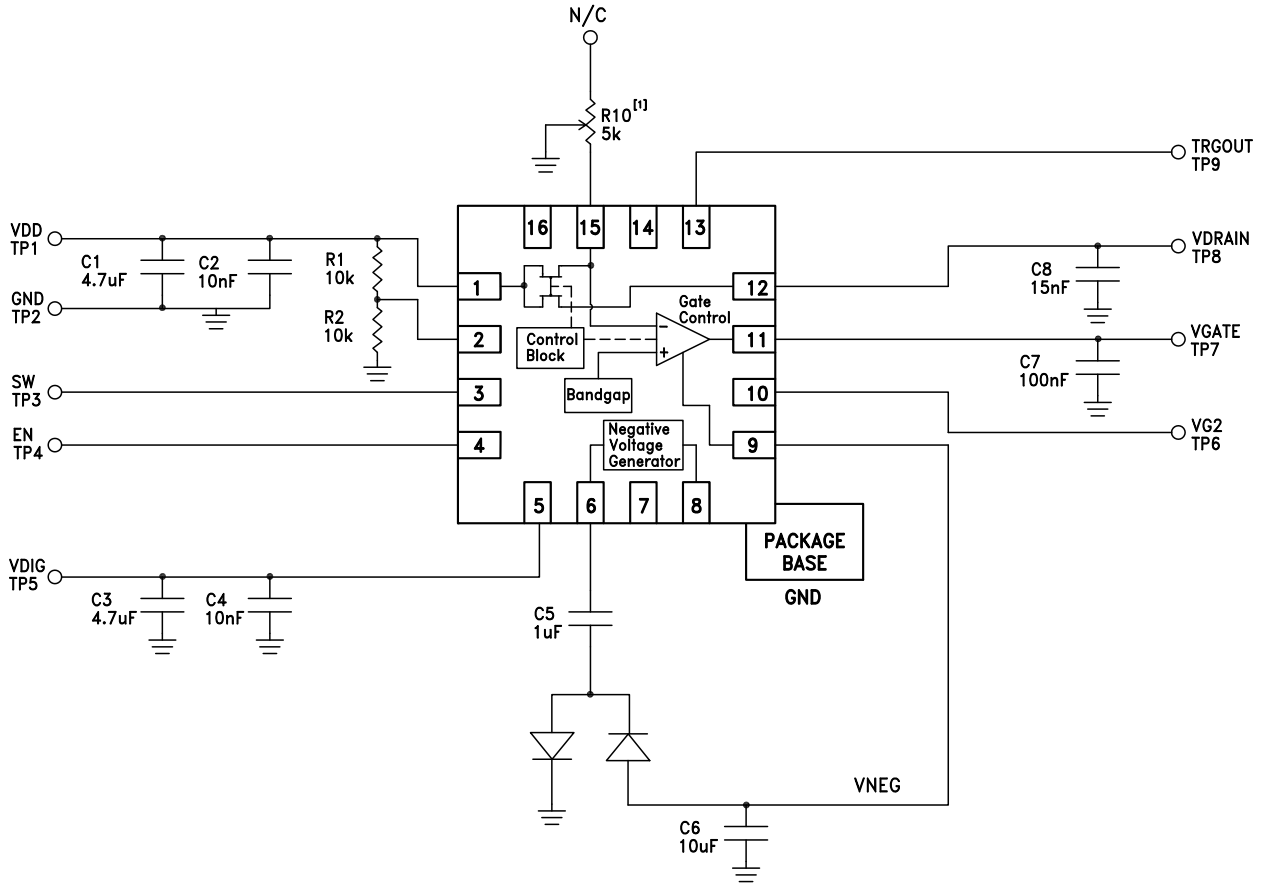 N/C
R10[1]
5k
TRGOUT
TP9
VDD
TP1
C1
4.7uF
C2
10nF
R1
10k
GND
TP2
R2
10k
SW
TP3
EN
TP4
16
15
14
13
1
2
3
4
12
11
10
9
Gate
Control
Control
Block
Bandgap
Negative
Voltage
Generator
−
+
5
6
7
8
VDRAIN
TP8
C8
15nF
VGATE
TP7
C7
100nF
VG2
TP6
PACKAGE
BASE
GND
VDIG
TP5
C3
4.7uF
C4
10nF
C5
1uF
VNEG
C6
10uF